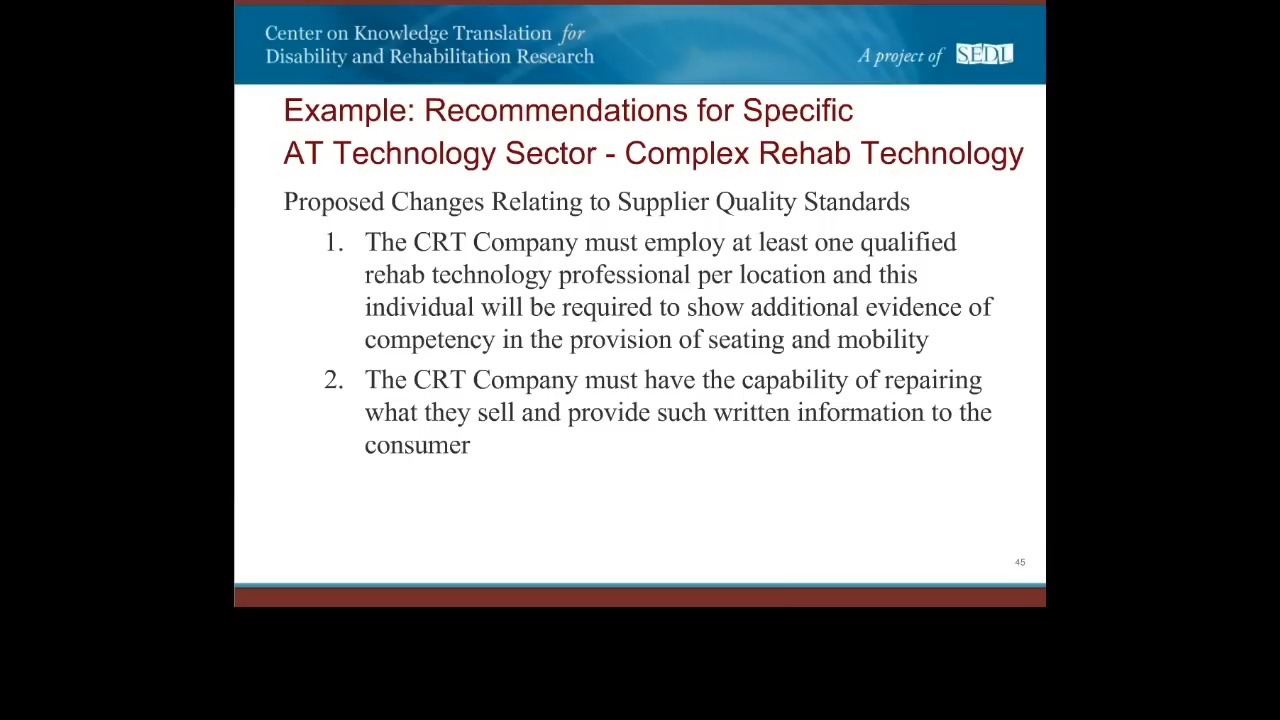 Center on Knowledge Translation for
Disability and Rehabilitation Research
A project of SEDL
Example: Recommendations for Specific
AT Technology Sector - Complex Rehab Technology
Proposed Changes Relating to Supplier Quality Standards
1. The CRT Company must employ at least one qualified
rehab technology professional per location and this
individual will be required to show additional evidence of
competency in the provision of seating and mobility
2. The CRT Company must have the capability of repairing
what they sell and provide such written information to the
consumer
45